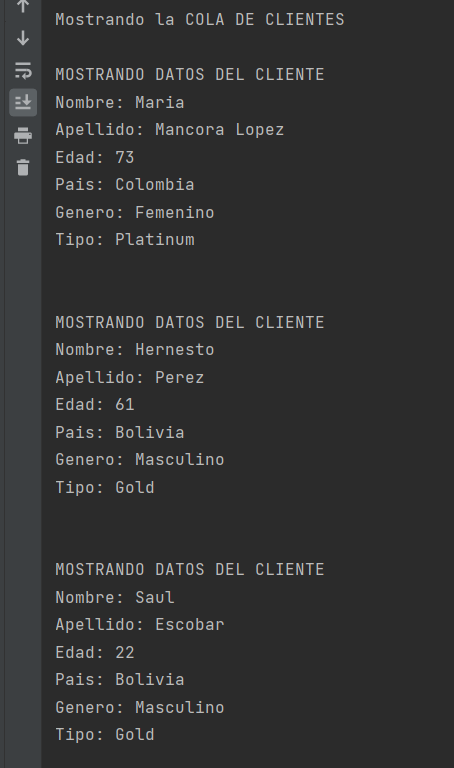 Mostrando la COLA DE CLIENTES
MOSTRANDO DATOS DEL CLIENTE
Nombre: Maria
Apellido: Mancora Lopez
Edad: 73
Pais: Colombia
Genero: Femenino
Tipo: Platinum
MOSTRANDO DATOS DEL CLIENTE
Nombre: Hernesto
Apellido: Perez
Edad: 61
Pais: Bolivia
Genero: Masculino
Tipo: Gold
MOSTRANDO DATOS DEL CLIENTE
Nombre: Saul
Apellido: Escobar
Edad: 22
Pais: Bolivia
Genero: Masculino
Tipo: Gold